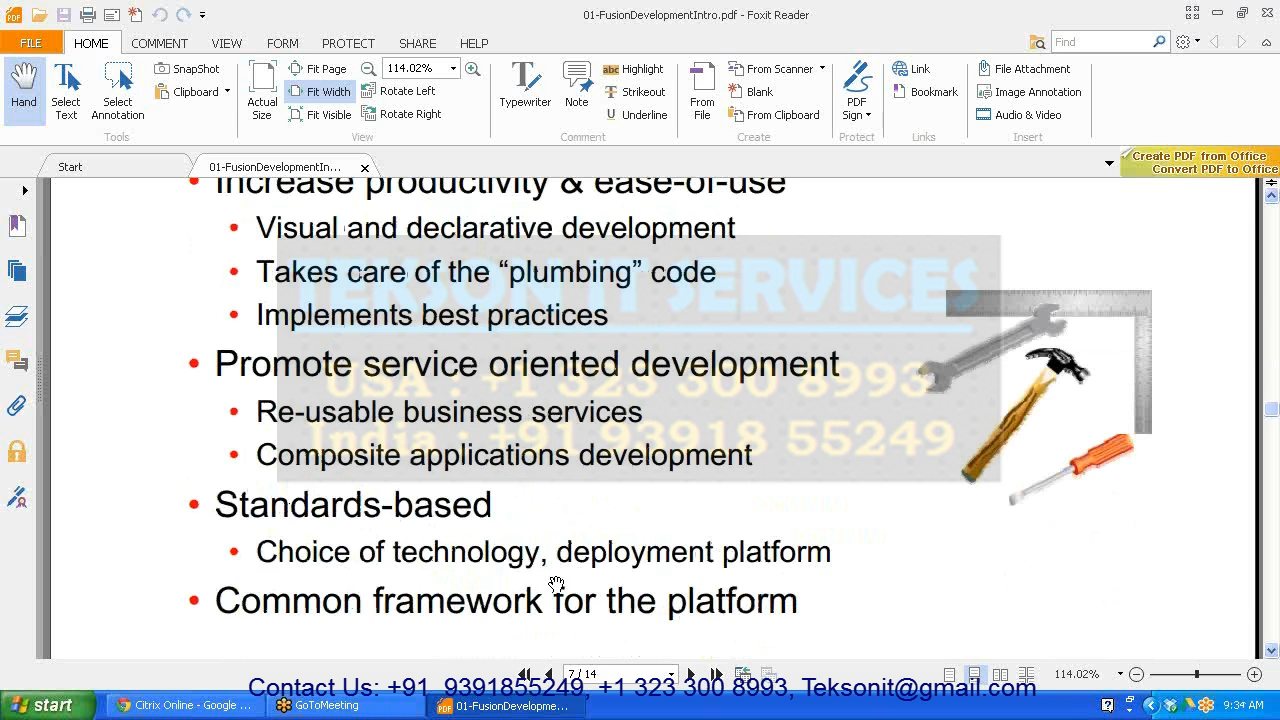 01-FusionDevelopmentIntro.pdf - Foxit Reader
FILE HOME COMMENT VIEW FORM PROTECT SHARE HELP
Find
Hand
Select Text
Select Annotation
SnapShot
Clipboard
Tools
Actual Size
Fit Page
Fit Width
Fit Visible
114.02%
Rotate Left
Rotate Right
View
Typewriter
Note
Highlight
Strikeout
Underline
Comment
From File
From Scanner
Blank
From Clipboard
Create
PDF Sign
Protect
Link
Bookmark
Links
File Attachment
Image Annotation
Audio & Video
Insert
Start
01-FusionDevelopmentIn...
Create PDF from Office
Convert PDF to Office
• Increase productivity & ease-of-use
• Visual and declarative development
• Takes care of the “plumbing” code
• Implements best practices
• Promote service oriented development
• Re-usable business services
• Composite applications development
• Standards-based
• Choice of technology, deployment platform
• Common framework for the platform
TEKSON IT SERVICES
USA : +1 323 300 8993
India : +91 93918 55249
7 / 14
114.02%
Contact Us: +91 9391855249, +1 323 300 8993, Teksonit@gmail.com
start
Citrix Online - Google ...
GoToMeeting
01-FusionDevelopme...
9:34 AM